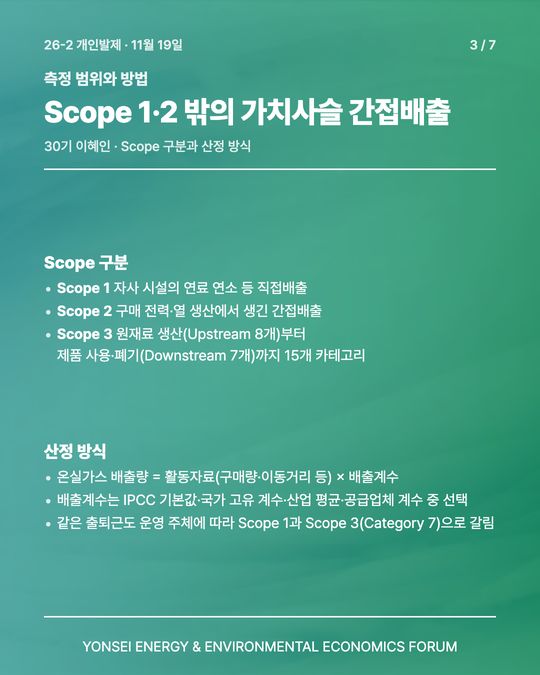 26-2 개인발제 · 11월 19일
3 / 7
측정 범위와 방법
Scope 1·2 밖의 가치사슬 간접배출
30기 이혜인 · Scope 구분과 산정 방식
Scope 구분
• Scope 1 자사 시설의 연료 연소 등 직접배출
• Scope 2 구매 전력·열 생산에서 생긴 간접배출
• Scope 3 원재료 생산(Upstream 8개)부터
제품 사용·폐기(Downstream 7개)까지 15개 카테고리
산정 방식
• 온실가스 배출량 = 활동자료(구매량·이동거리 등) × 배출계수
• 배출계수는 IPCC 기본값·국가 고유 계수·산업 평균·공급업체 계수 중 선택
• 같은 출퇴근도 운영 주체에 따라 Scope 1과 Scope 3(Category 7)으로 갈림
YONSEI ENERGY & ENVIRONMENTAL ECONOMICS FORUM